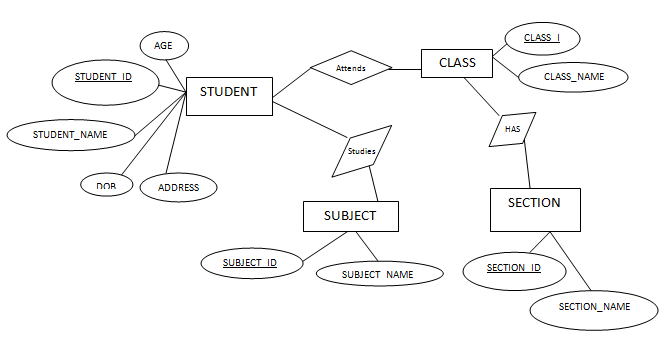 AGE
CLASS_I
Attends
CLASS
STUDENT_ID
CLASS_NAME
STUDENT
STUDENT_NAME
HAS
Studies
DOB
ADDRESS
SECTION
SUBJECT
SUBJECT_ID
SUBJECT_NAME
SECTION_ID
SECTION_NAME